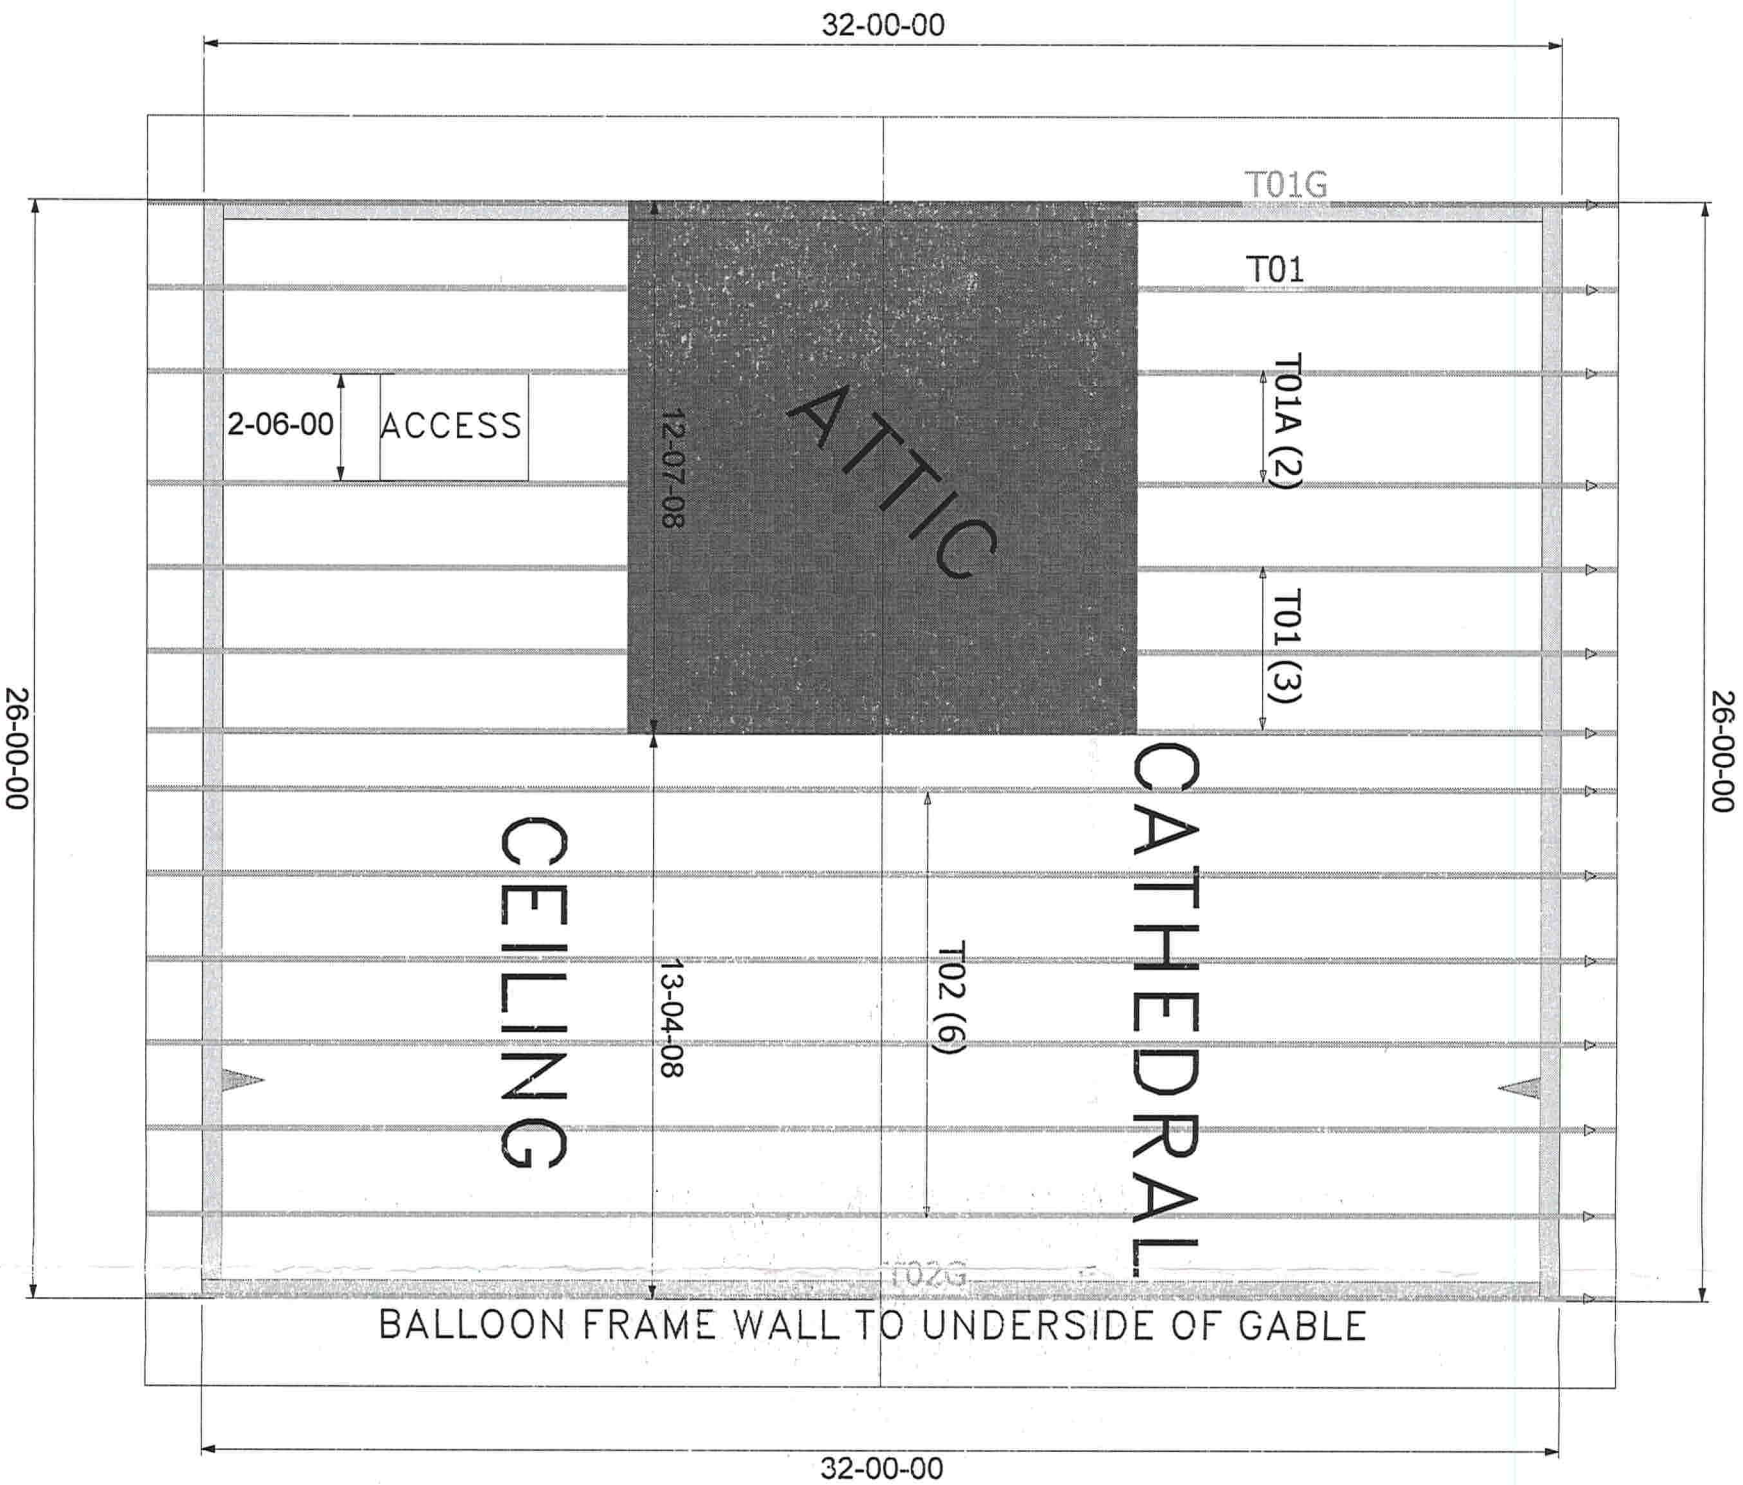 32-00-00
T01G
T01
T01A (2)
2-06-00
ACCESS
12-07-08
ATTIC
T01 (3)
26-00-00
26-00-00
CATHEDRAL
CEILING
13-04-08
T02 (6)
T02G
BALLOON FRAME WALL TO UNDERSIDE OF GABLE
32-00-00